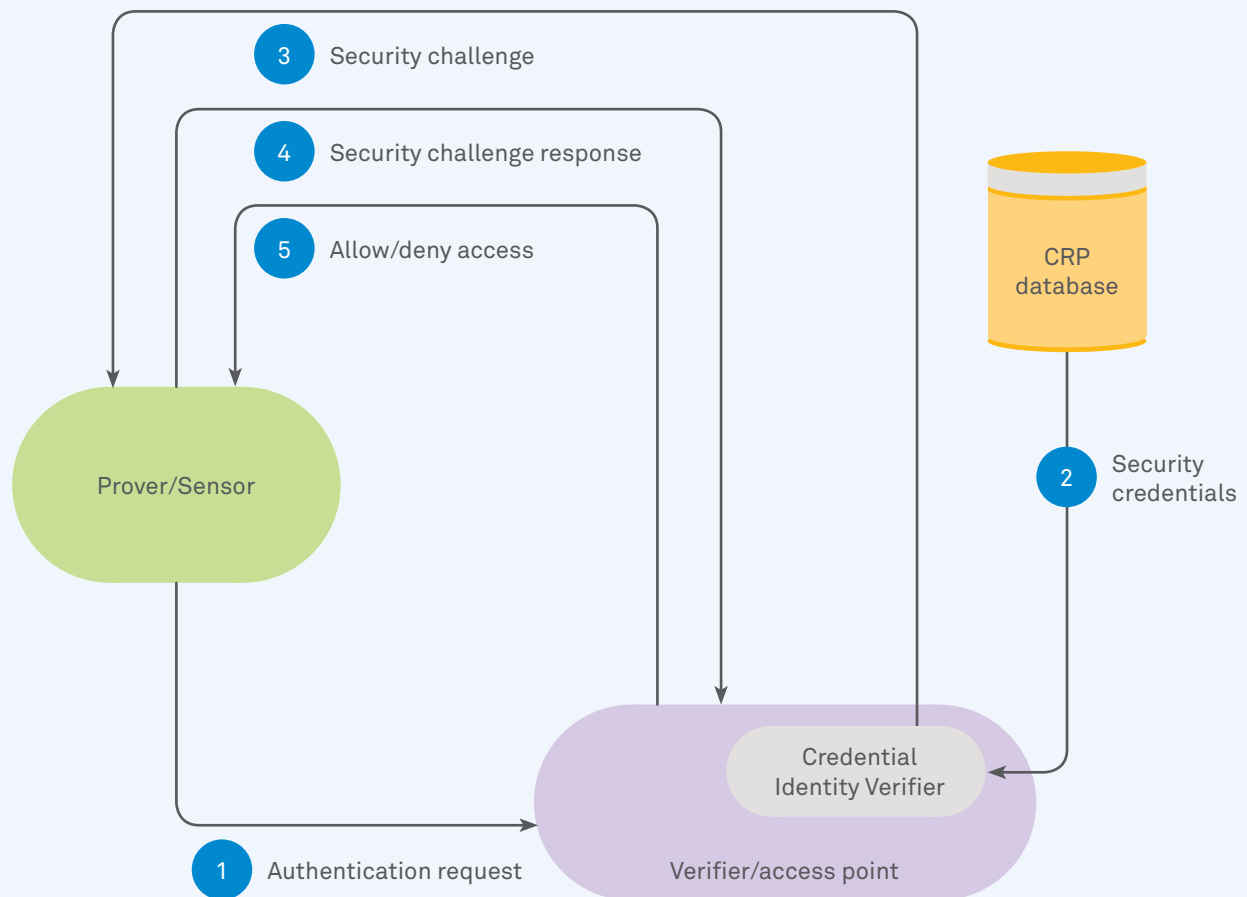 3 Security challenge
4 Security challenge response
5 Allow/deny access
CRP
database
Prover/Sensor
2 Security
credentials
Credential
Identity Verifier
1 Authentication request
Verifier/access point